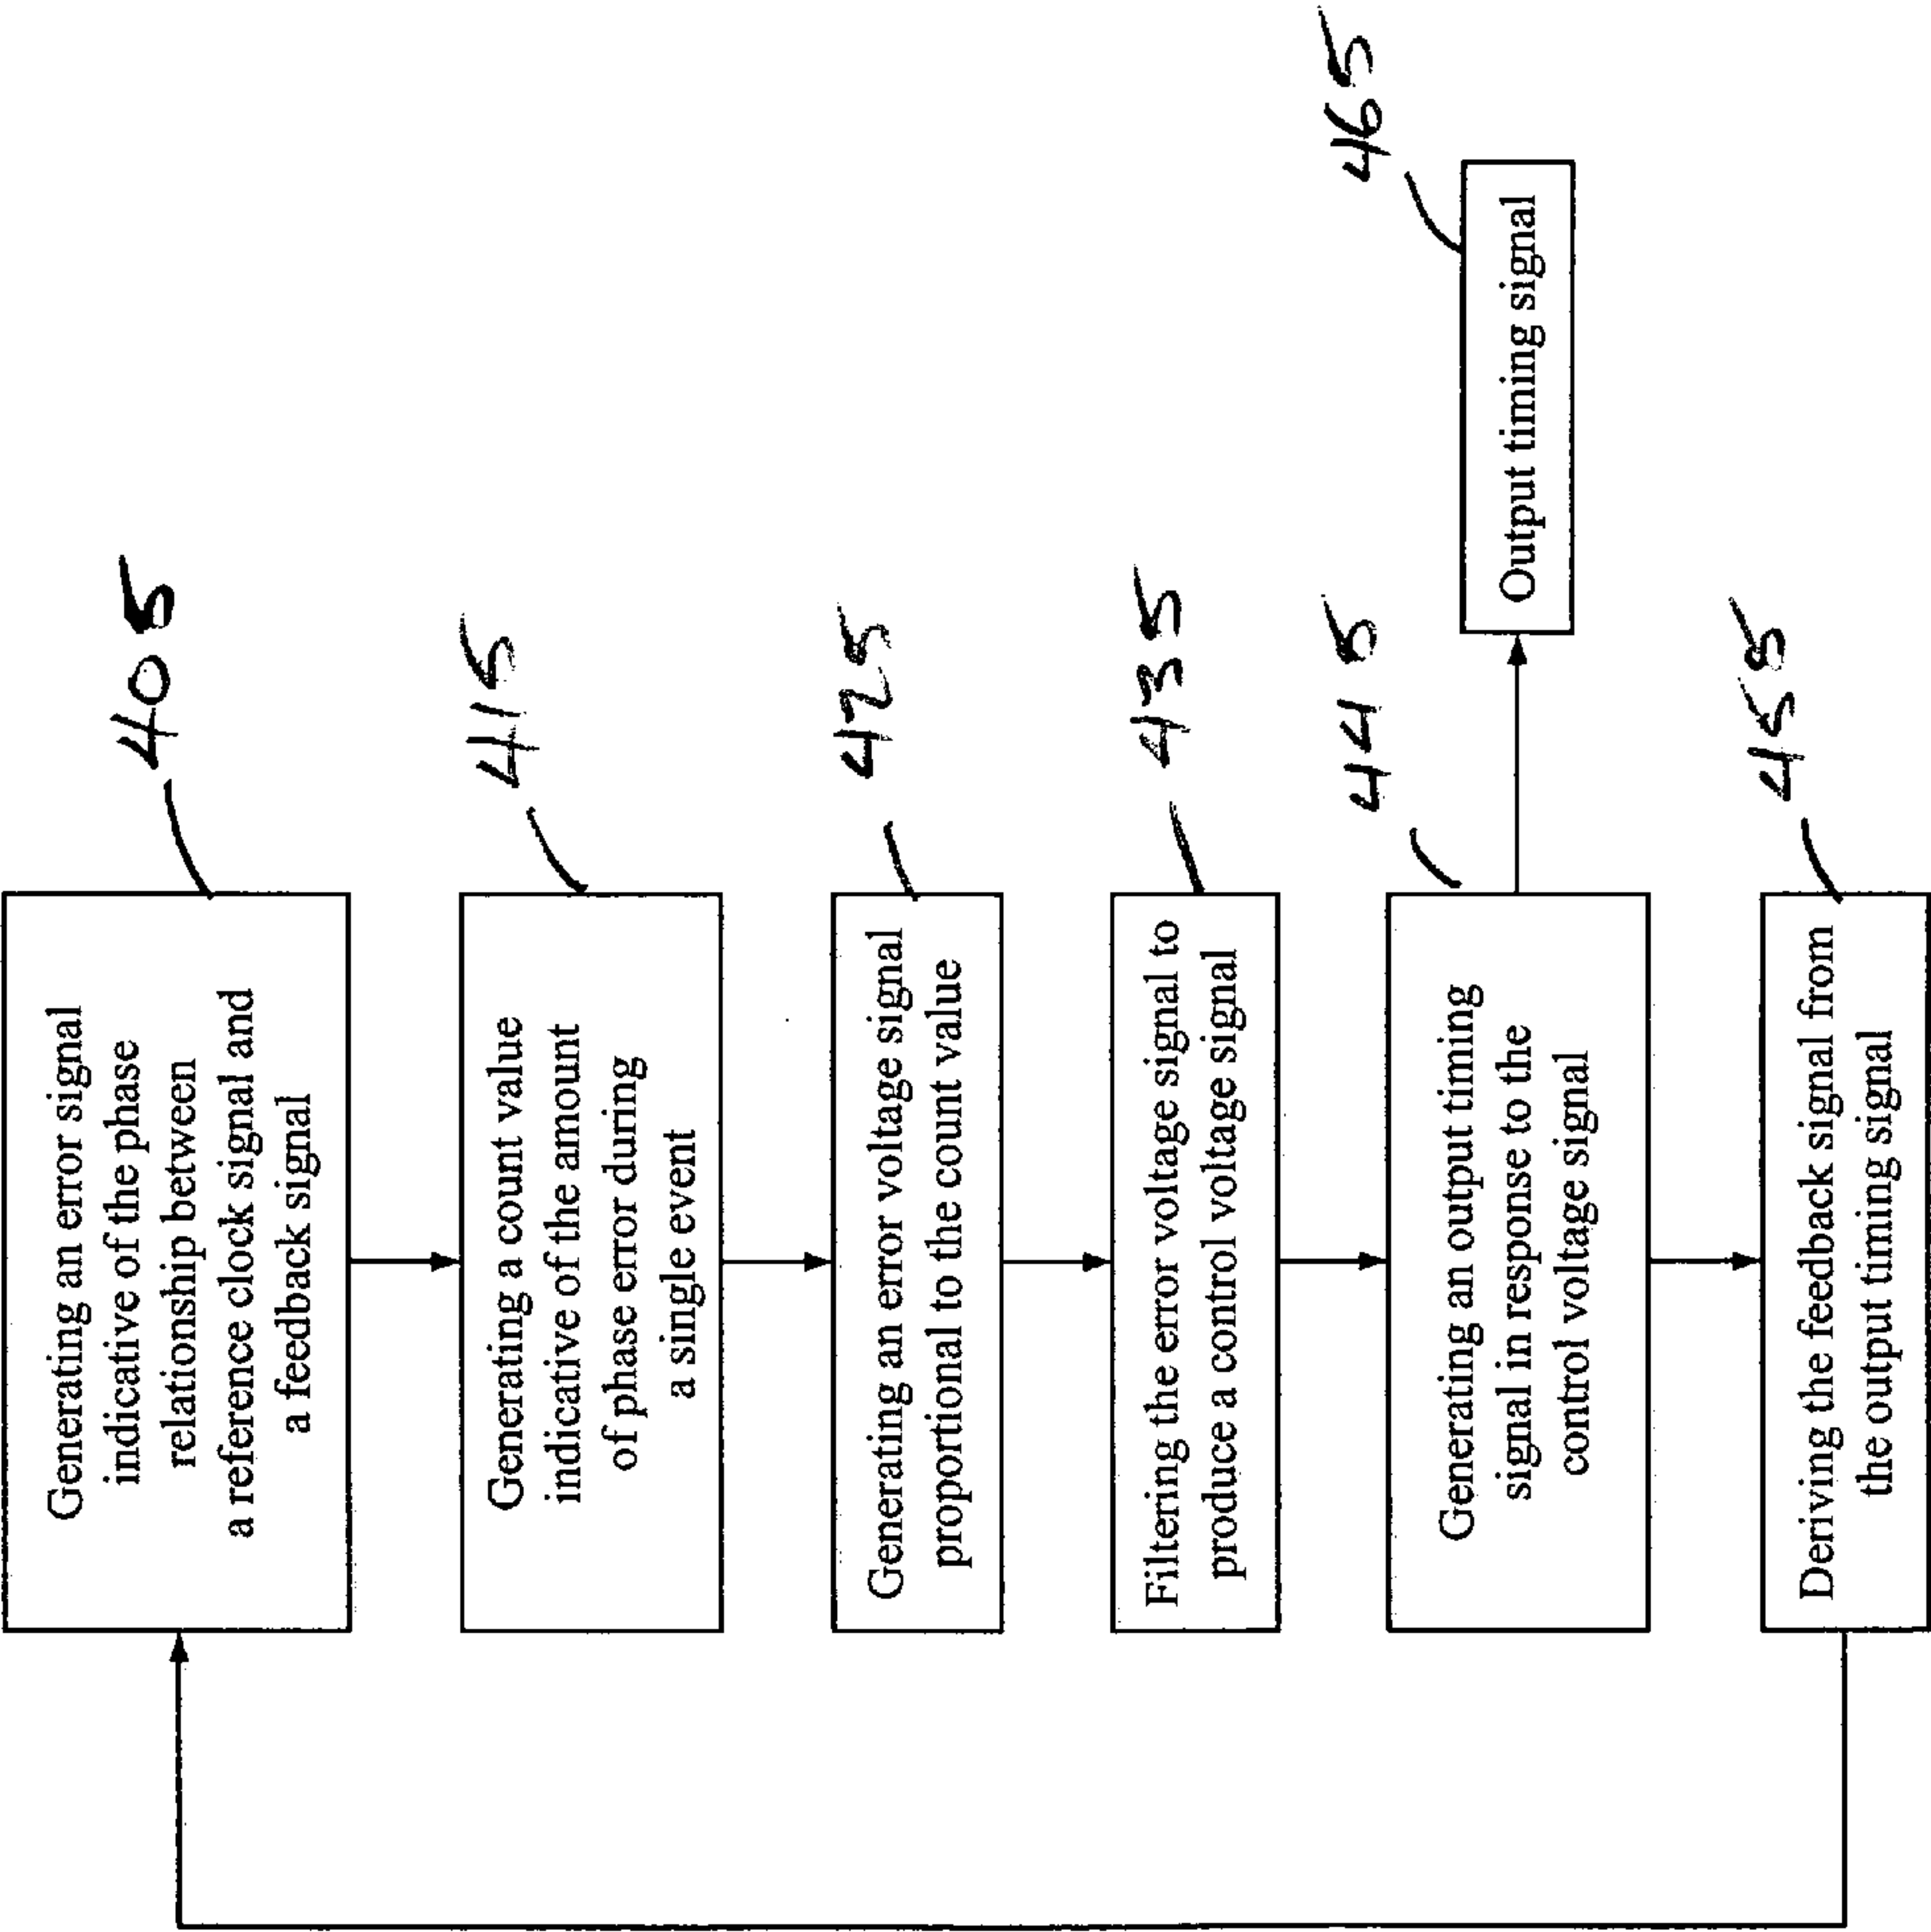 405
Generating an error signal
indicative of the phase
relationship between
a reference clock signal and
a feedback signal
415
Generating a count value
indicative of the amount
of phase error during
a single event
425
Generating an error voltage signal
proportional to the count value
435
Filtering the error voltage signal to
produce a control voltage signal
445
Generating an output timing
signal in response to the
control voltage signal
465
Output timing signal
455
Deriving the feedback signal from
the output timing signal